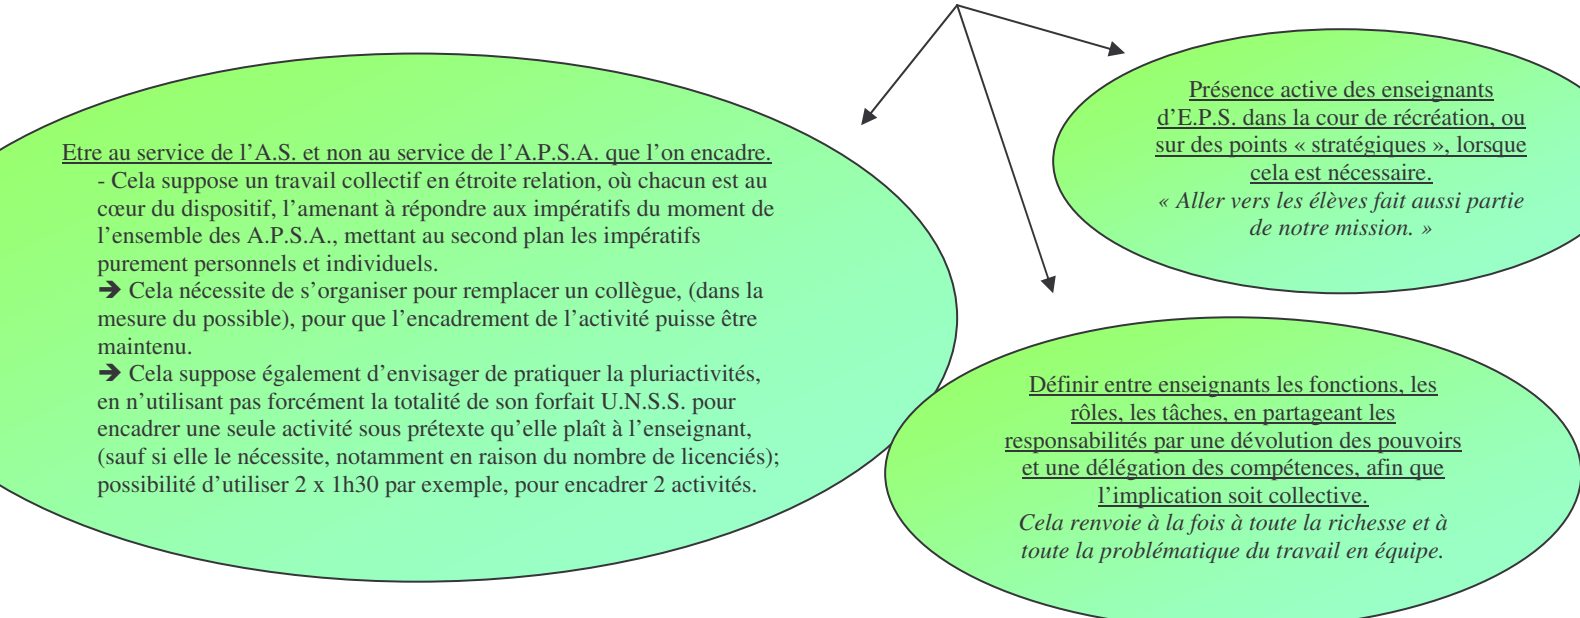 Etre au service de l’A.S. et non au service de l’A.P.S.A. que l’on encadre.
- Cela suppose un travail collectif en étroite relation, où chacun est au
cœur du dispositif, l’amenant à répondre aux impératifs du moment de
l’ensemble des A.P.S.A., mettant au second plan les impératifs
purement personnels et individuels.
➔ Cela nécessite de s’organiser pour remplacer un collègue, (dans la
mesure du possible), pour que l’encadrement de l’activité puisse être
maintenu.
➔ Cela suppose également d’envisager de pratiquer la pluriactivités,
en n’utilisant pas forcément la totalité de son forfait U.N.S.S. pour
encadrer une seule activité sous prétexte qu’elle plaît à l’enseignant,
(sauf si elle le nécessite, notamment en raison du nombre de licenciés);
possibilité d’utiliser 2 x 1h30 par exemple, pour encadrer 2 activités.
Présence active des enseignants
d’E.P.S. dans la cour de récréation, ou
sur des points « stratégiques », lorsque
cela est nécessaire.
« Aller vers les élèves fait aussi partie
de notre mission. »
Définir entre enseignants les fonctions, les
rôles, les tâches, en partageant les
responsabilités par une dévolution des pouvoirs
et une délégation des compétences, afin que
l’implication soit collective.
Cela renvoie à la fois à toute la richesse et à
toute la problématique du travail en équipe.